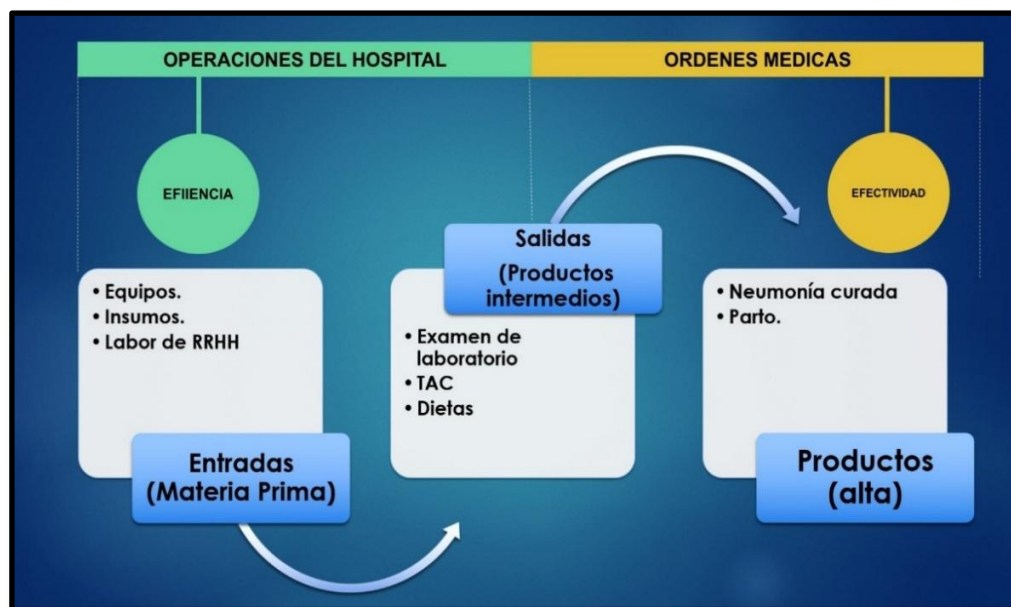 OPERACIONES DEL HOSPITAL
ORDENES MEDICAS
EFIIENCIA
EFECTIVIDAD
• Equipos.
• Insumos.
• Labor de RRHH
Entradas
(Materia Prima)
Salidas
(Productos
intermedios)
• Examen de
laboratorio
• TAC
• Dietas
• Neumonía curada
• Parto.
Productos
(alta)